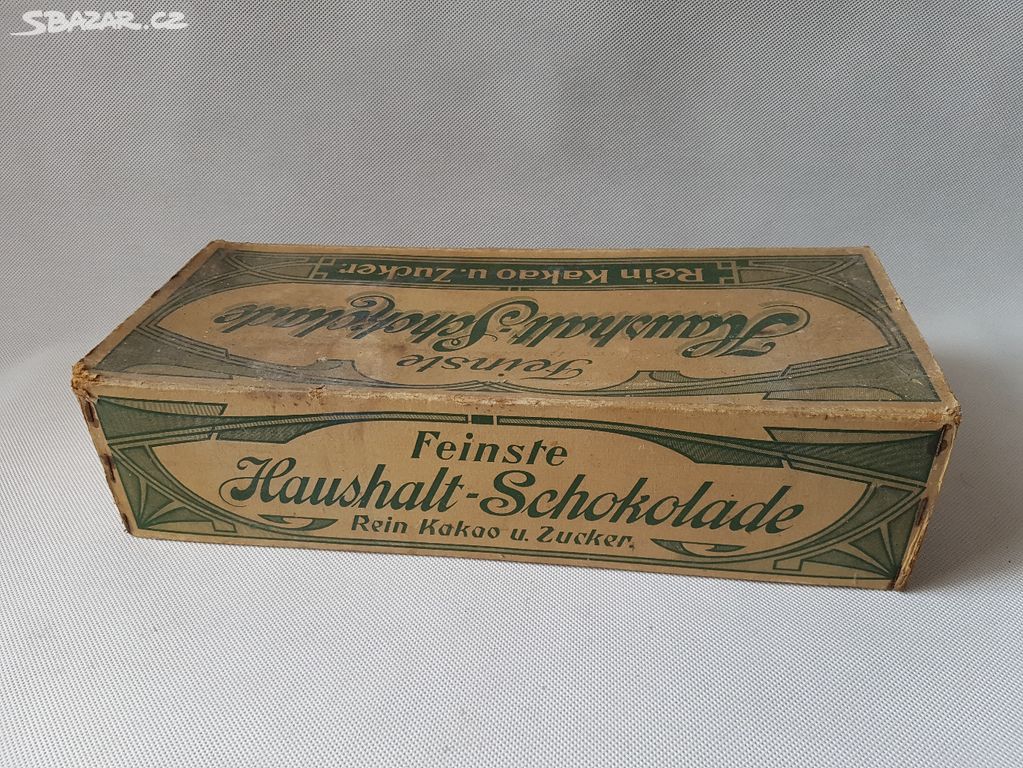 SBAZAR.CZ
Rein Kakao u. Zucker.
Haushalt-Schokolade
Feinste
Feinste
Haushalt-Schokolade
Rein Kakao u. Zucker.